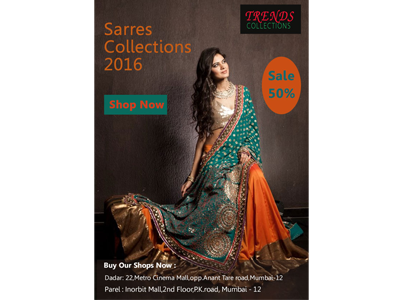 TRENDS
COLLECTIONS
Sarres
Collections
2016
Sale
50%
Shop Now
Buy Our Shops Now :
Dadar: 22,Metro Cinema Mall,opp.Anant Tare road,Mumbai-12
Parel : Inorbit Mall,2nd Floor,P.K.road, Mumbai - 12